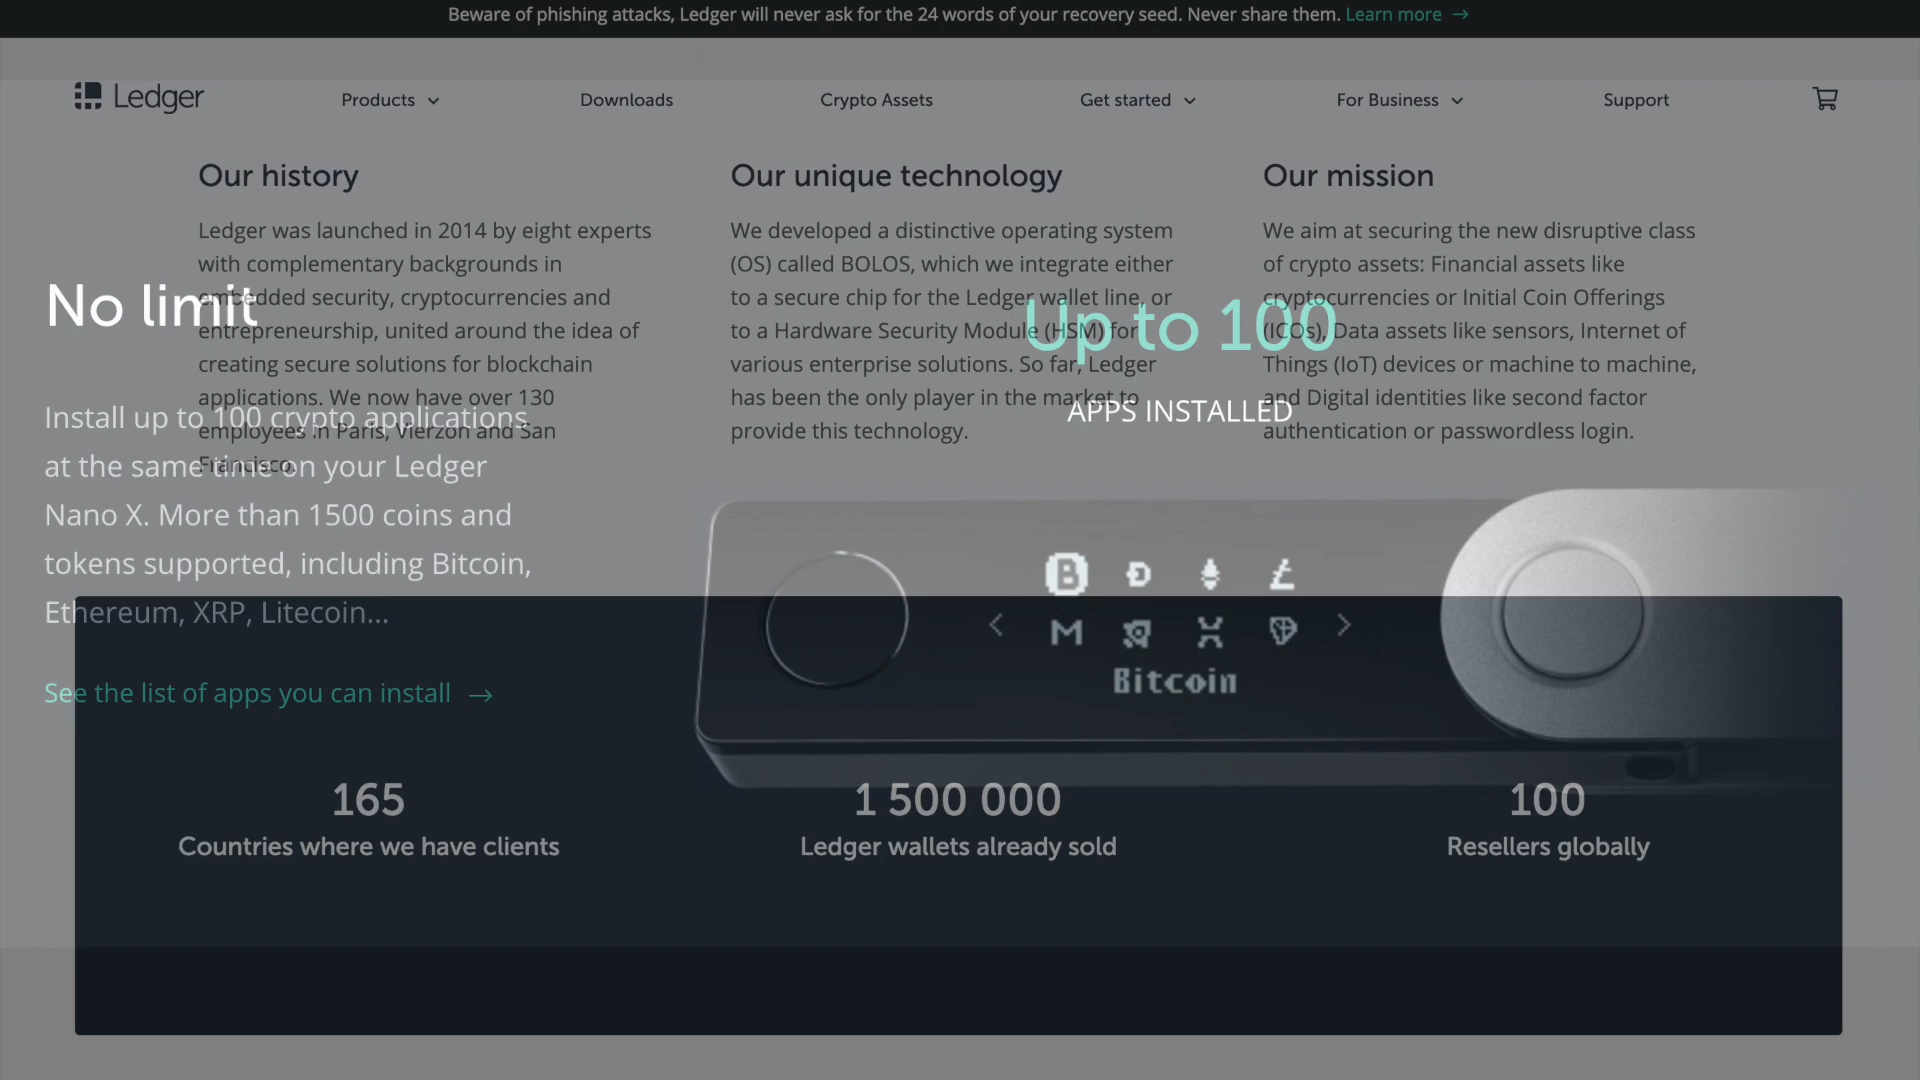 Beware of phishing attacks, Ledger will never ask for the 24 words of your recovery seed. Never share them. Learn more →
Ledger
Products
Downloads
Crypto Assets
Get started
For Business
Support
Our history
Ledger was launched in 2014 by eight experts
with complementary backgrounds in
embedded security, cryptocurrencies and
entrepreneurship, united around the idea of
creating secure solutions for blockchain
applications. We now have over 130
employees in Paris, Vierzon and San
Francisco.
Our unique technology
We developed a distinctive operating system
(OS) called BOLOS, which we integrate either
to a secure chip for the Ledger wallet line, or
to a Hardware Security Module (HSM) for
various enterprise solutions. So far, Ledger
has been the only player in the market to
provide this technology.
Our mission
We aim at securing the new disruptive class
of crypto assets: Financial assets like
cryptocurrencies or Initial Coin Offerings
(ICOs), Data assets like sensors, Internet of
Things (IoT) devices or machine to machine,
and Digital identities like second factor
authentication or passwordless login.
No limit
Install up to 100 crypto applications
at the same time on your Ledger
Nano X. More than 1500 coins and
tokens supported, including Bitcoin,
Ethereum, XRP, Litecoin...
See the list of apps you can install →
Up to 100
APPS INSTALLED
Bitcoin
165
Countries where we have clients
1 500 000
Ledger wallets already sold
100
Resellers globally